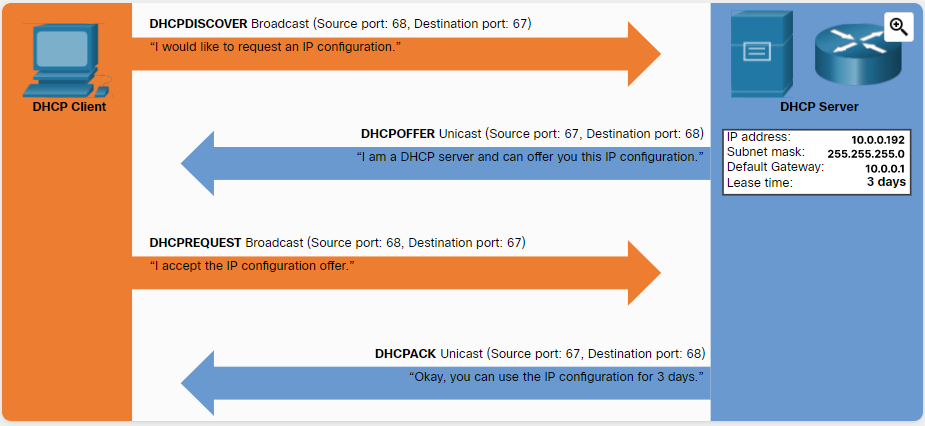 DHCPDISCOVER Broadcast (Source port: 68, Destination port: 67)
“I would like to request an IP configuration.”
DHCP Client
DHCP Server
DHCPOFFER Unicast (Source port: 67, Destination port: 68)
“I am a DHCP server and can offer you this IP configuration.”
IP address: 10.0.0.192
Subnet mask: 255.255.255.0
Default Gateway: 10.0.0.1
Lease time: 3 days
DHCPREQUEST Broadcast (Source port: 68, Destination port: 67)
“I accept the IP configuration offer.”
DHCPACK Unicast (Source port: 67, Destination port: 68)
“Okay, you can use the IP configuration for 3 days.”